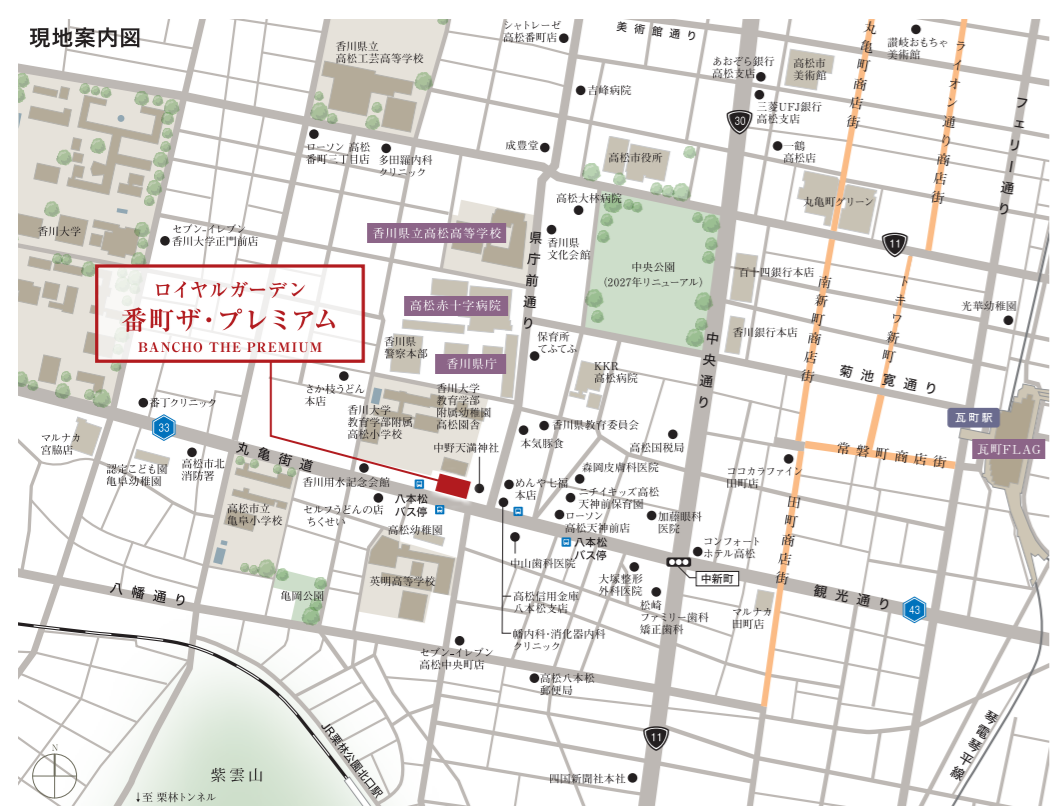 現地案内図
シャトレーゼ
高松番町店
美術館通り
香川県立
高松工芸高等学校
吉峰病院
あおぞら銀行
高松支店
高松市
美術館
三菱UFJ銀行
高松支店
30
丸亀町商店街
讃岐おもちゃ
美術館
ライオン通り商店街
フェリー通り
ローソン 高松
番町二丁目店
多田羅内科
クリニック
成豊堂
高松市役所
一鶴
高松店
高松大林病院
丸亀町グリーン
香川大学
セブン-イレブン
香川大学正門前店
香川県立高松高等学校
県庁前通り
香川県
文化会館
中央公園
(2027年リニューアル)
11
百十四銀行本店
南新町商店街
トキワ新町
光華幼稚園
ロイヤルガーデン
番町ザ・プレミアム
BANCHO THE PREMIUM
高松赤十字病院
香川県
警察本部
香川県庁
保育所
てふてふ
香川銀行本店
中央通り
KKR
高松病院
菊池寛通り
さか枝うどん
本店
香川大学
教育学部附属
高松小学校
香川大学
教育学部
附属幼稚園
高松園舎
番丁クリニック
33
マルナカ
宮脇店
認定こども園
亀阜幼稚園
高松市北
消防署
丸亀街道
香川用水記念会館
中野天満神社
本気豚食
香川県教育委員会
高松国税局
瓦町駅
瓦町FLAG
常磐町商店街
ココカラファイン
田町店
森岡皮膚科医院
めんや七福
本店
ニチイキッズ高松
天神前保育園
ローソン
高松天神前店
加藤眼科
医院
八本松
バス停
セルフうどんの店
ちくせい
高松幼稚園
高松市立
亀阜小学校
八本松
バス停
中山歯科医院
コンフォート
ホテル高松
中新町
田町商店街
英明高等学校
八幡通り
亀岡公園
高松信用金庫
八本松支店
大塚整形
外科医院
松崎
ファミリー歯科
矯正歯科
マルナカ
田町店
観光通り
43
幡内科・消化器内科
クリニック
セブン-イレブン
高松中央町店
高松八本松
郵便局
11
琴電琴平線
JR栗林公園北口駅
N
紫雲山
↓至 栗林トンネル
四国新聞社本社